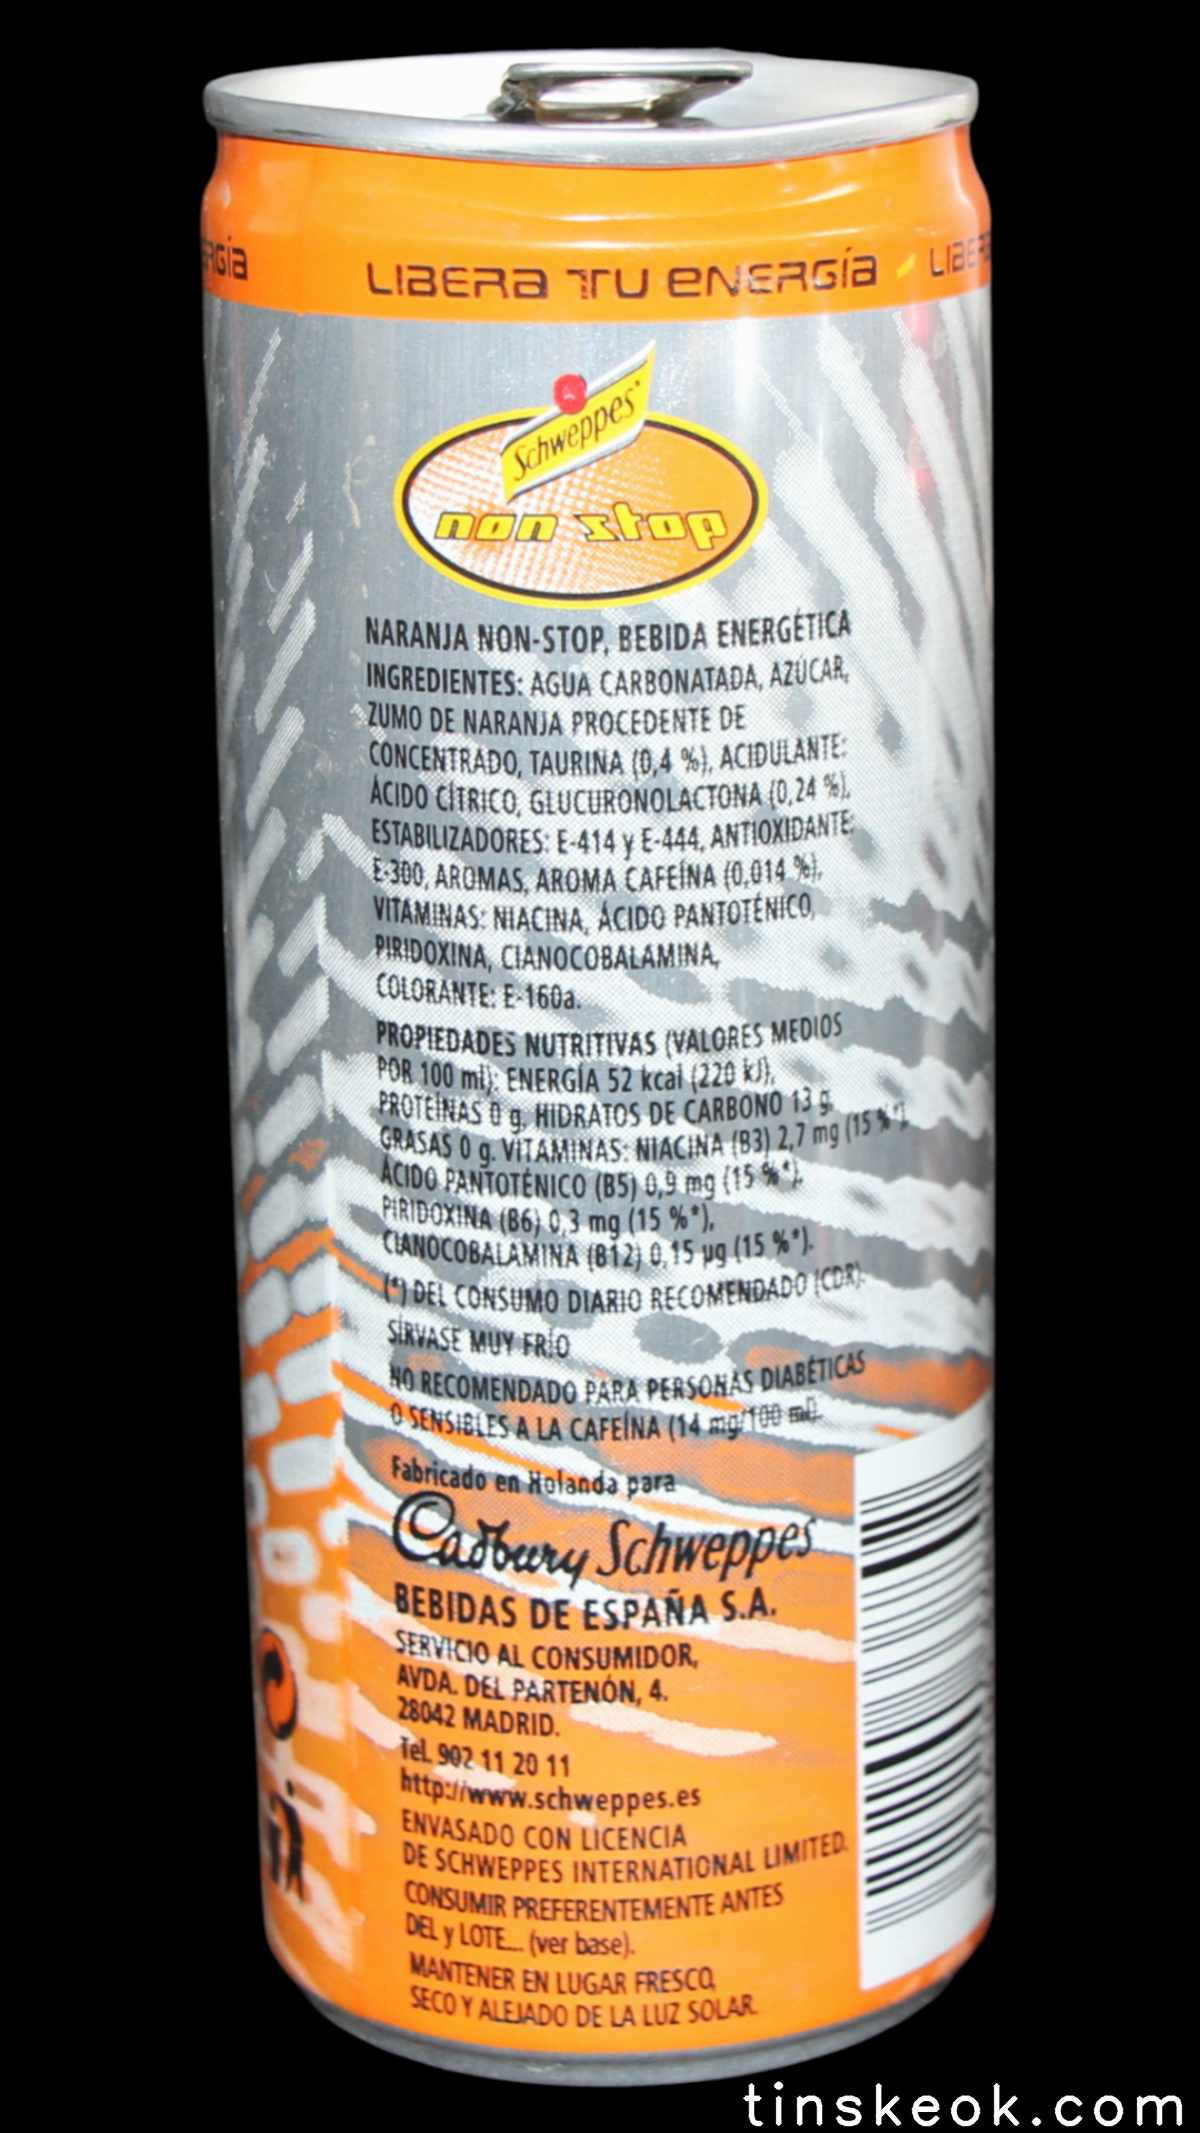 ERGÍA
LIBERA TU ENERGÍA
LIBER
Schweppes
non stop
NARANJA NON-STOP, BEBIDA ENERGÉTICA
INGREDIENTES: AGUA CARBONATADA, AZÚCAR,
ZUMO DE NARANJA PROCEDENTE DE
CONCENTRADO, TAURINA (0,4 %), ACIDULANTE:
ÁCIDO CÍTRICO, GLUCURONOLACTONA (0,24 %),
ESTABILIZADORES: E-414 y E-444, ANTIOXIDANTE:
E-300, AROMAS, AROMA CAFEÍNA (0,014 %),
VITAMINAS: NIACINA, ÁCIDO PANTOTÉNICO,
PIRIDOXINA, CIANOCOBALAMINA,
COLORANTE: E-160a.
PROPIEDADES NUTRITIVAS (VALORES MEDIOS
POR 100 ml): ENERGÍA 52 kcal (220 kJ),
PROTEÍNAS 0 g. HIDRATOS DE CARBONO 13 g.
GRASAS 0 g. VITAMINAS: NIACINA (B3) 2,7 mg (15 %*),
ÁCIDO PANTOTÉNICO (B5) 0,9 mg (15 %*),
PIRIDOXINA (B6) 0,3 mg (15 %*),
CIANOCOBALAMINA (B12) 0,15 µg (15 %*).
(*) DEL CONSUMO DIARIO RECOMENDADO (CDR).
SÍRVASE MUY FRÍO
NO RECOMENDADO PARA PERSONAS DIABÉTICAS
O SENSIBLES A LA CAFEÍNA (14 mg/100 ml).
Fabricado en Holanda para
Cadbury Schweppes
BEBIDAS DE ESPAÑA S.A.
SERVICIO AL CONSUMIDOR,
AVDA. DEL PARTENÓN, 4.
28042 MADRID.
Tel. 902 11 20 11
http://www.schweppes.es
ENVASADO CON LICENCIA
DE SCHWEPPES INTERNATIONAL LIMITED.
CONSUMIR PREFERENTEMENTE ANTES
DEL y LOTE... (ver base).
MANTENER EN LUGAR FRESCO,
SECO Y ALEJADO DE LA LUZ SOLAR.
tinskeok.com